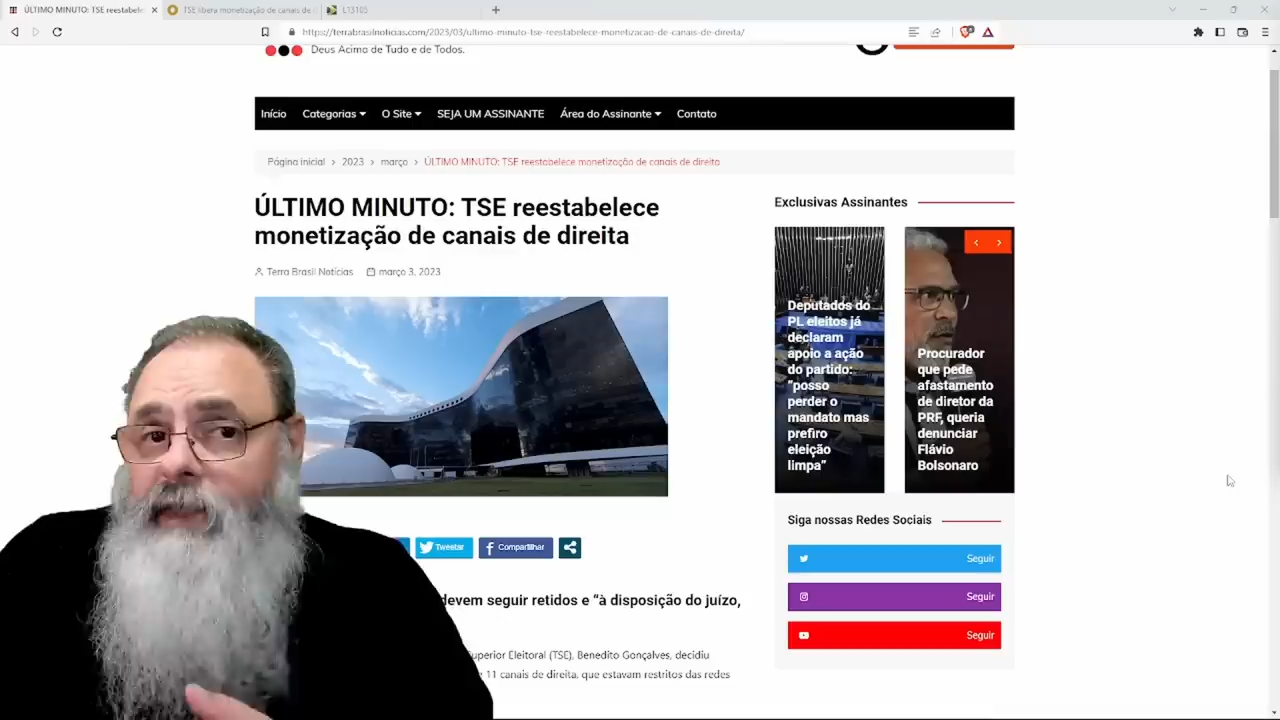 ÚLTIMO MINUTO: TSE reestabelec
TSE libera monetização de canais de
L13105
https://terrabrasilnoticias.com/2023/03/ultimo-minuto-tse-reestabelece-monetizacao-de-canais-de-direita/
Deus Acima de Tudo e de Todos.
Início Categorias O Site SEJA UM ASSINANTE Área do Assinante Contato
Página inicial > 2023 > março > ÚLTIMO MINUTO: TSE reestabelece monetização de canais de direita
ÚLTIMO MINUTO: TSE reestabelece
monetização de canais de direita
Terra Brasil Notícias março 3, 2023
Tweetar Compartilhar
devem seguir retidos e “à disposição do juízo,
uperior Eleitoral (TSE), Benedito Gonçalves, decidiu
11 canais de direita, que estavam restritos das redes
Exclusivas Assinantes
Deputados do
PL eleitos já
declaram
apoio a ação
do partido:
“posso
perder o
mandato mas
prefiro
eleição
limpa”
Procurador
que pede
afastamento
de diretor da
PRF, queria
denunciar
Flávio
Bolsonaro
Siga nossas Redes Sociais
Seguir
Seguir
Seguir